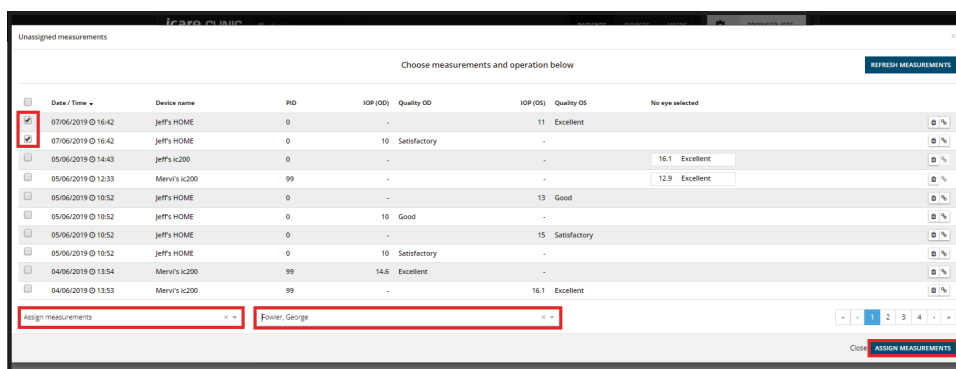 icare CLINIC
PATIENTS DEVICES USERS
Unassigned measurements ×
Choose measurements and operation below REFRESH MEASUREMENTS
Date / Time Device name PID IOP (OD) Quality OD IOP (OS) Quality OS No eye selected
07/06/2019 16:42 Jeff's HOME 0 - 11 Excellent
07/06/2019 16:42 Jeff's HOME 0 10 Satisfactory -
05/06/2019 14:43 Jeff's ic200 0 - - 16.1 Excellent
05/06/2019 12:33 Mervi's ic200 99 - - 12.9 Excellent
05/06/2019 10:52 Jeff's HOME 0 - 13 Good
05/06/2019 10:52 Jeff's HOME 0 10 Good -
05/06/2019 10:52 Jeff's HOME 0 - 15 Satisfactory
05/06/2019 10:52 Jeff's HOME 0 10 Satisfactory -
04/06/2019 13:54 Mervi's ic200 99 14.6 Excellent -
04/06/2019 13:53 Mervi's ic200 99 - 16.1 Excellent
Assign measurements × Fowler, George × « ‹ 1 2 3 4 › »
Close ASSIGN MEASUREMENTS